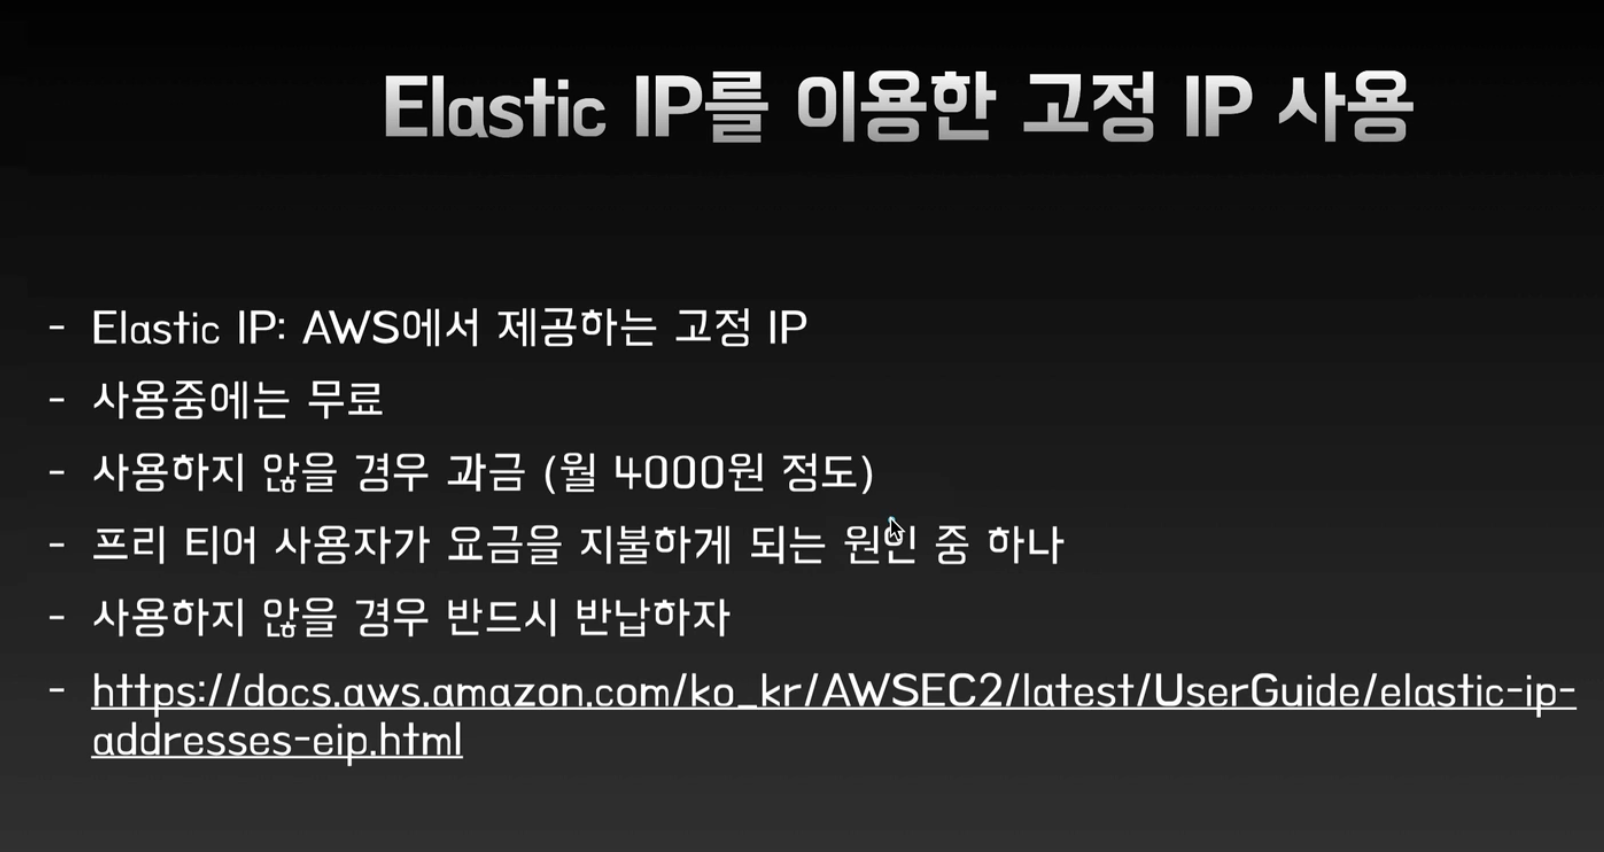 Elastic IP를 이용한 고정 IP 사용
- Elastic IP: AWS에서 제공하는 고정 IP
- 사용중에는 무료
- 사용하지 않을 경우 과금 (월 4000원 정도)
- 프리 티어 사용자가 요금을 지불하게 되는 원인 중 하나
- 사용하지 않을 경우 반드시 반납하자
- https://docs.aws.amazon.com/ko_kr/AWSEC2/latest/UserGuide/elastic-ip-
addresses-eip.html